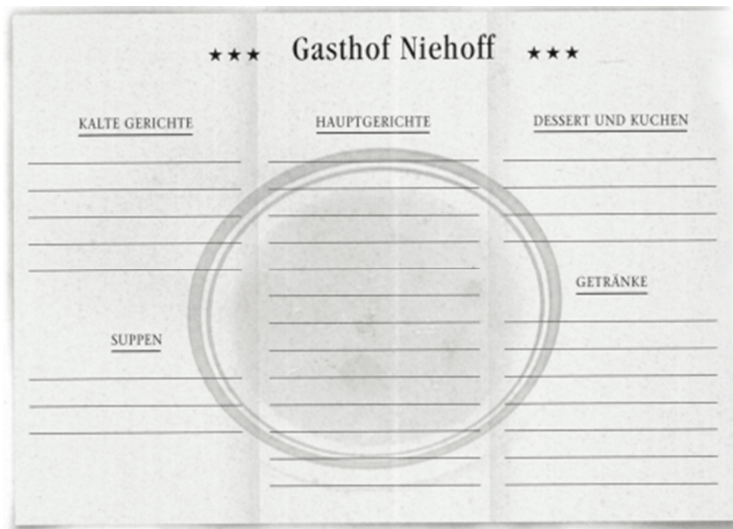 ★★★ Gasthof Niehoff ★★★
KALTE GERICHTE
SUPPEN
HAUPTGERICHTE
DESSERT UND KUCHEN
GETRÄNKE